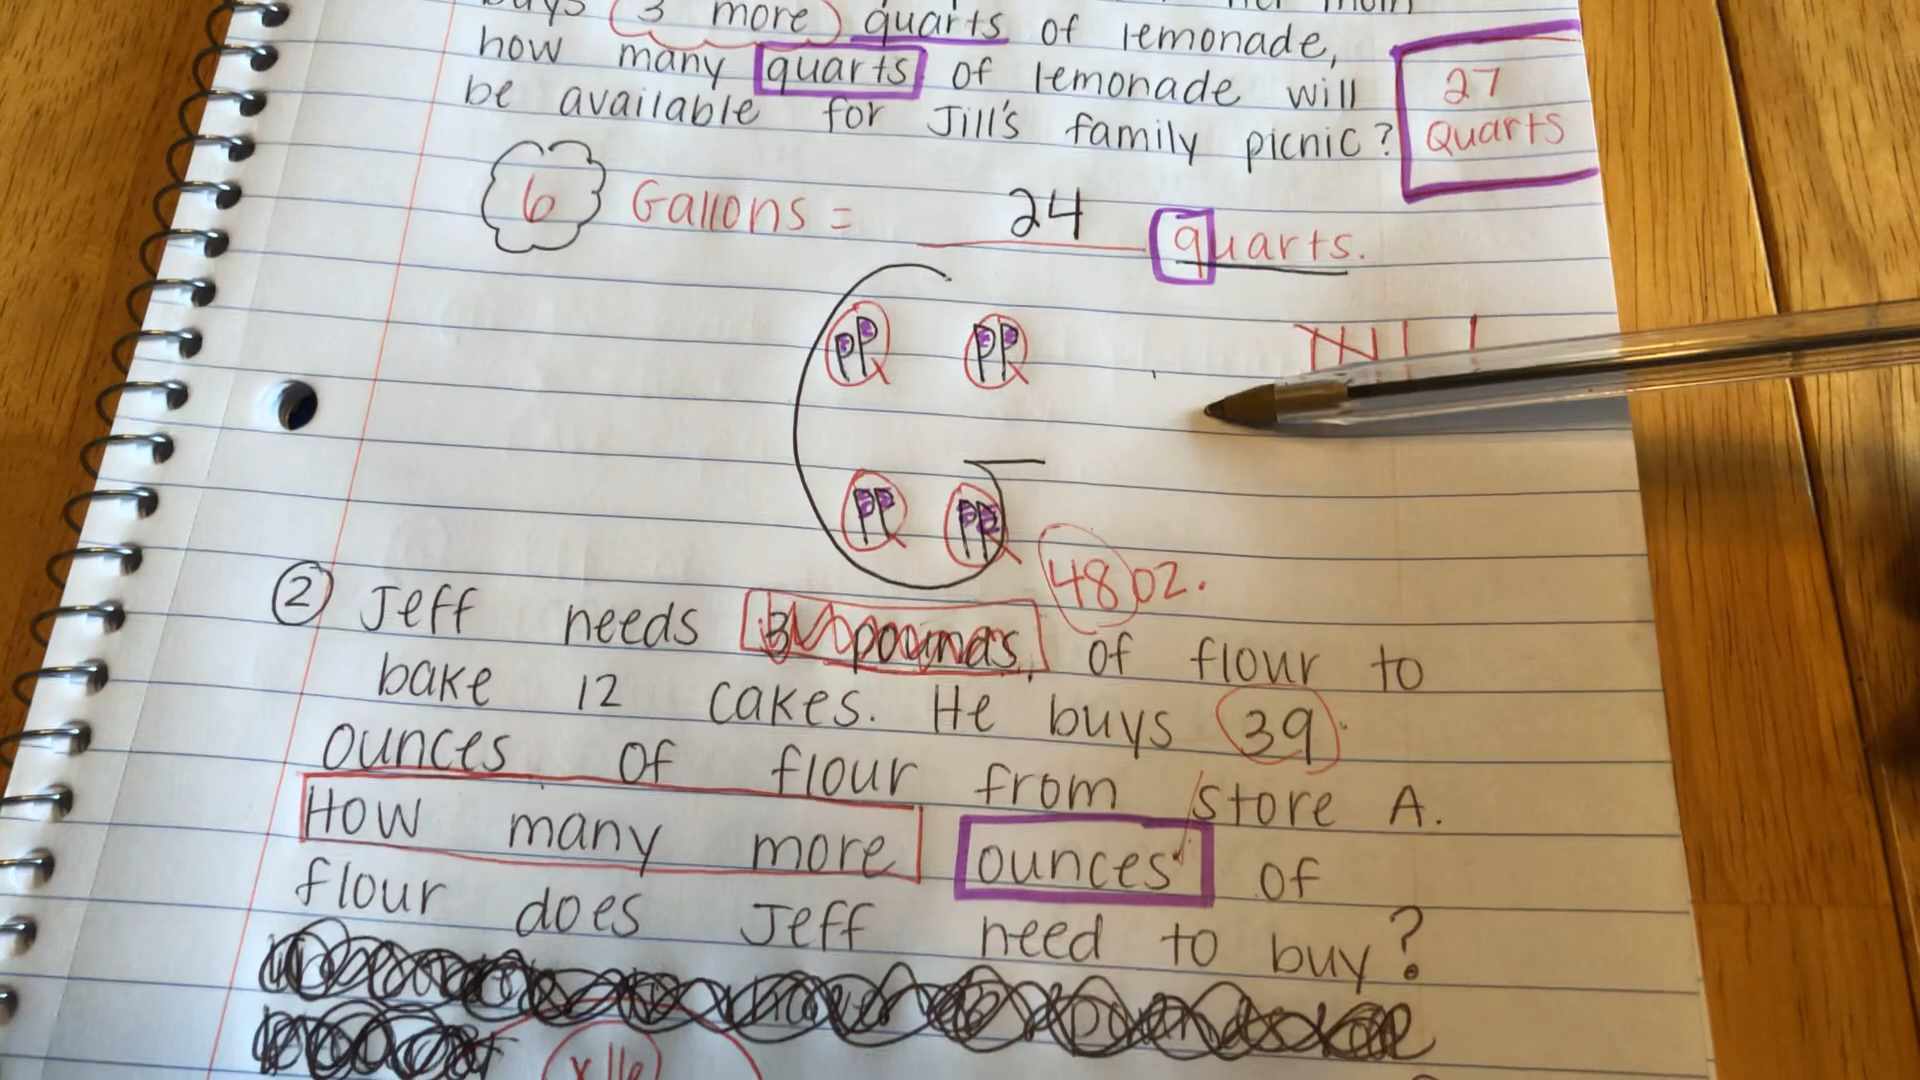 3 more quarts of lemonade,
how many quarts of lemonade will
be available for Jill's family picnic?
27
Quarts
6 Gallons = 24 quarts.
PP PP
PP PP
48 oz.
② Jeff needs 3 pounds of flour to
bake 12 cakes. He buys 39
ounces of flour from store A.
How many more ounces of
flour does Jeff need to buy?
x 16